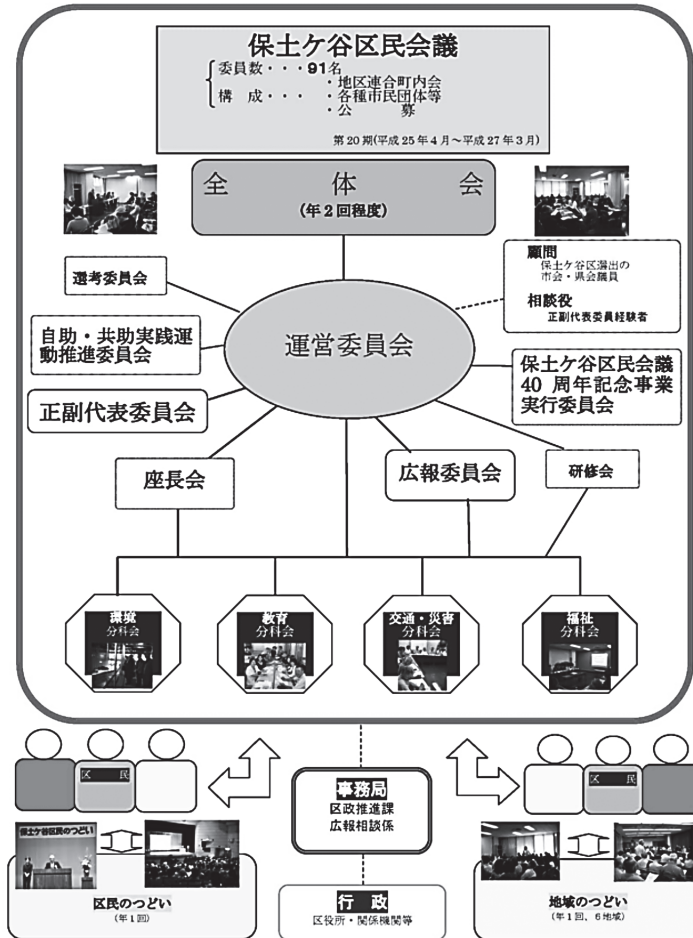 保土ケ谷区民会議
委員数・・・91名
・地区連合町内会
構　成・・・ ・各種市民団体等
・公　　　募
第20期(平成25年4月～平成27年3月)
全　体　会
(年2回程度)
顧問
保土ケ谷区選出の
市会・県会議員
相談役
正副代表委員経験者
選考委員会
自助・共助実践運
動推進委員会
運営委員会
保土ケ谷区民会議
40 周年記念事業
実行委員会
正副代表委員会
座長会
広報委員会
研修会
環境
分科会
教育
分科会
交通・災害
分科会
福祉
分科会
区　民
区　民
事務局
区政推進課
広報相談係
保土ケ谷区民のつどい
区民のつどい
(年1回)
行　政
区役所・関係機関等
地域のつどい
(年1回、6地域)